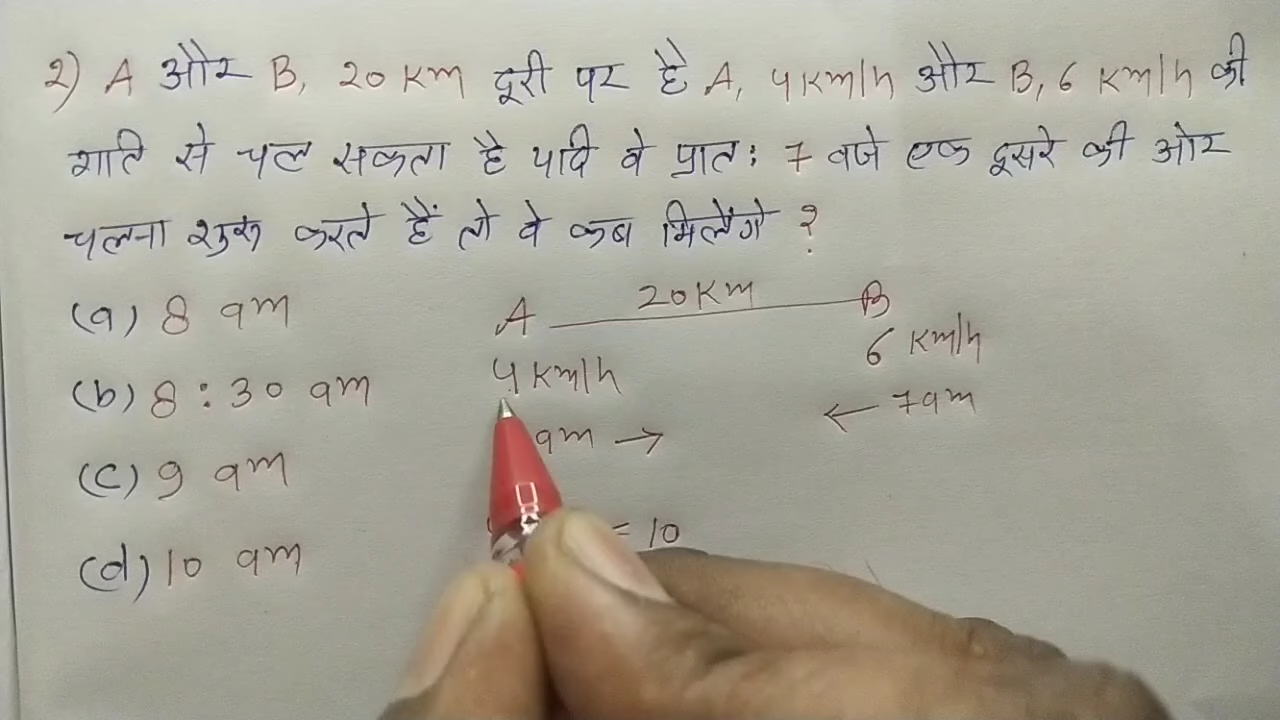 2) A और B, 20 Km दूरी पर है A, 4 Km/h और B, 6 Km/h की
गति से चल सकता है यदि वे प्रातः 7 बजे एक दूसरे की ओर
चलना शुरू करते हैं तो वे कब मिलेंगे ?
(a) 8 am
(b) 8:30 am
(c) 9 am
(d) 10 am
A 20 Km B
4 Km/h 6 Km/h
am → ← 7am
= 10